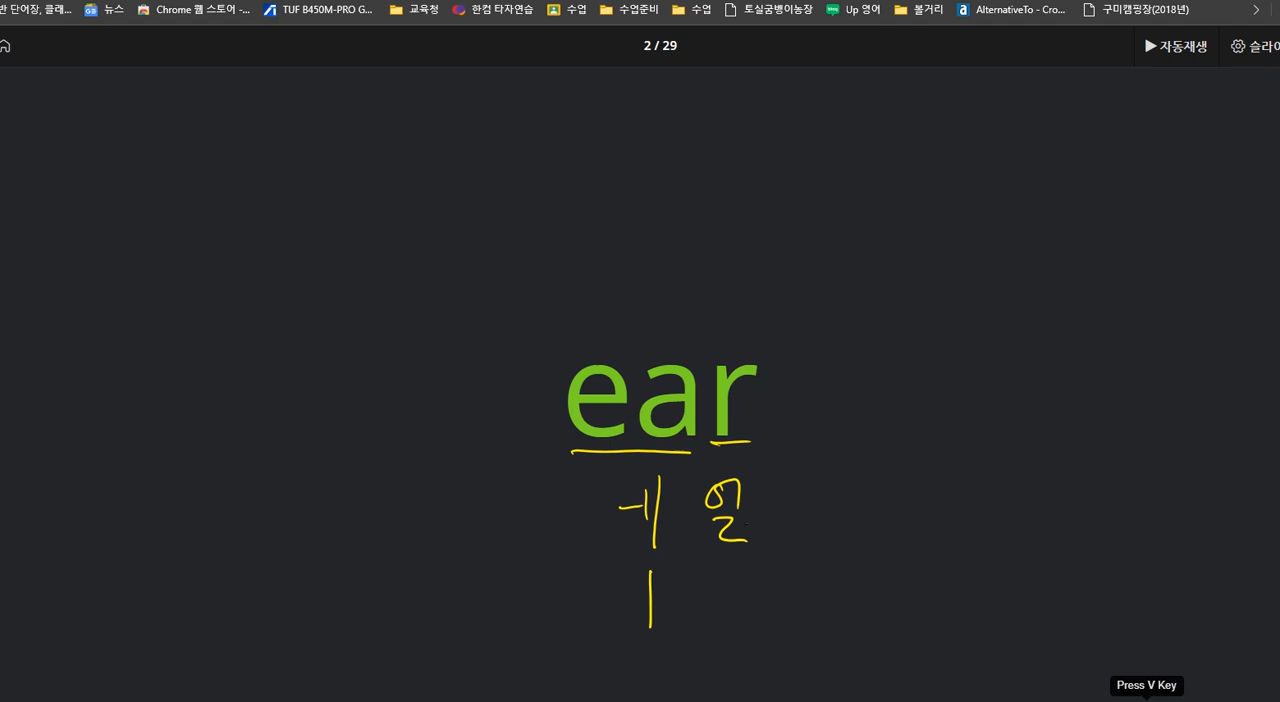 반 단어장, 클래... 뉴스 Chrome 웹 스토어 -... TUF B450M-PRO G... 교육청 한컴 타자연습 수업 수업준비 수업 토실굼벵이농장 Up 영어 볼거리 AlternativeTo - Cro... 구미캠핑장(2018년)
2 / 29 자동재생 슬라이
ear
ㅔ 얼
ㅣ
Press V Key